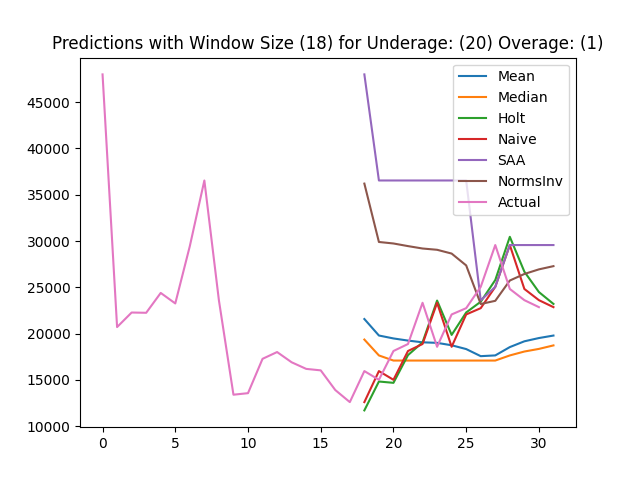 Predictions with Window Size (18) for Underage: (20) Overage: (1)
Mean
Median
Holt
Naive
SAA
NormsInv
Actual
45000
40000
35000
30000
25000
20000
15000
10000
0 5 10 15 20 25 30